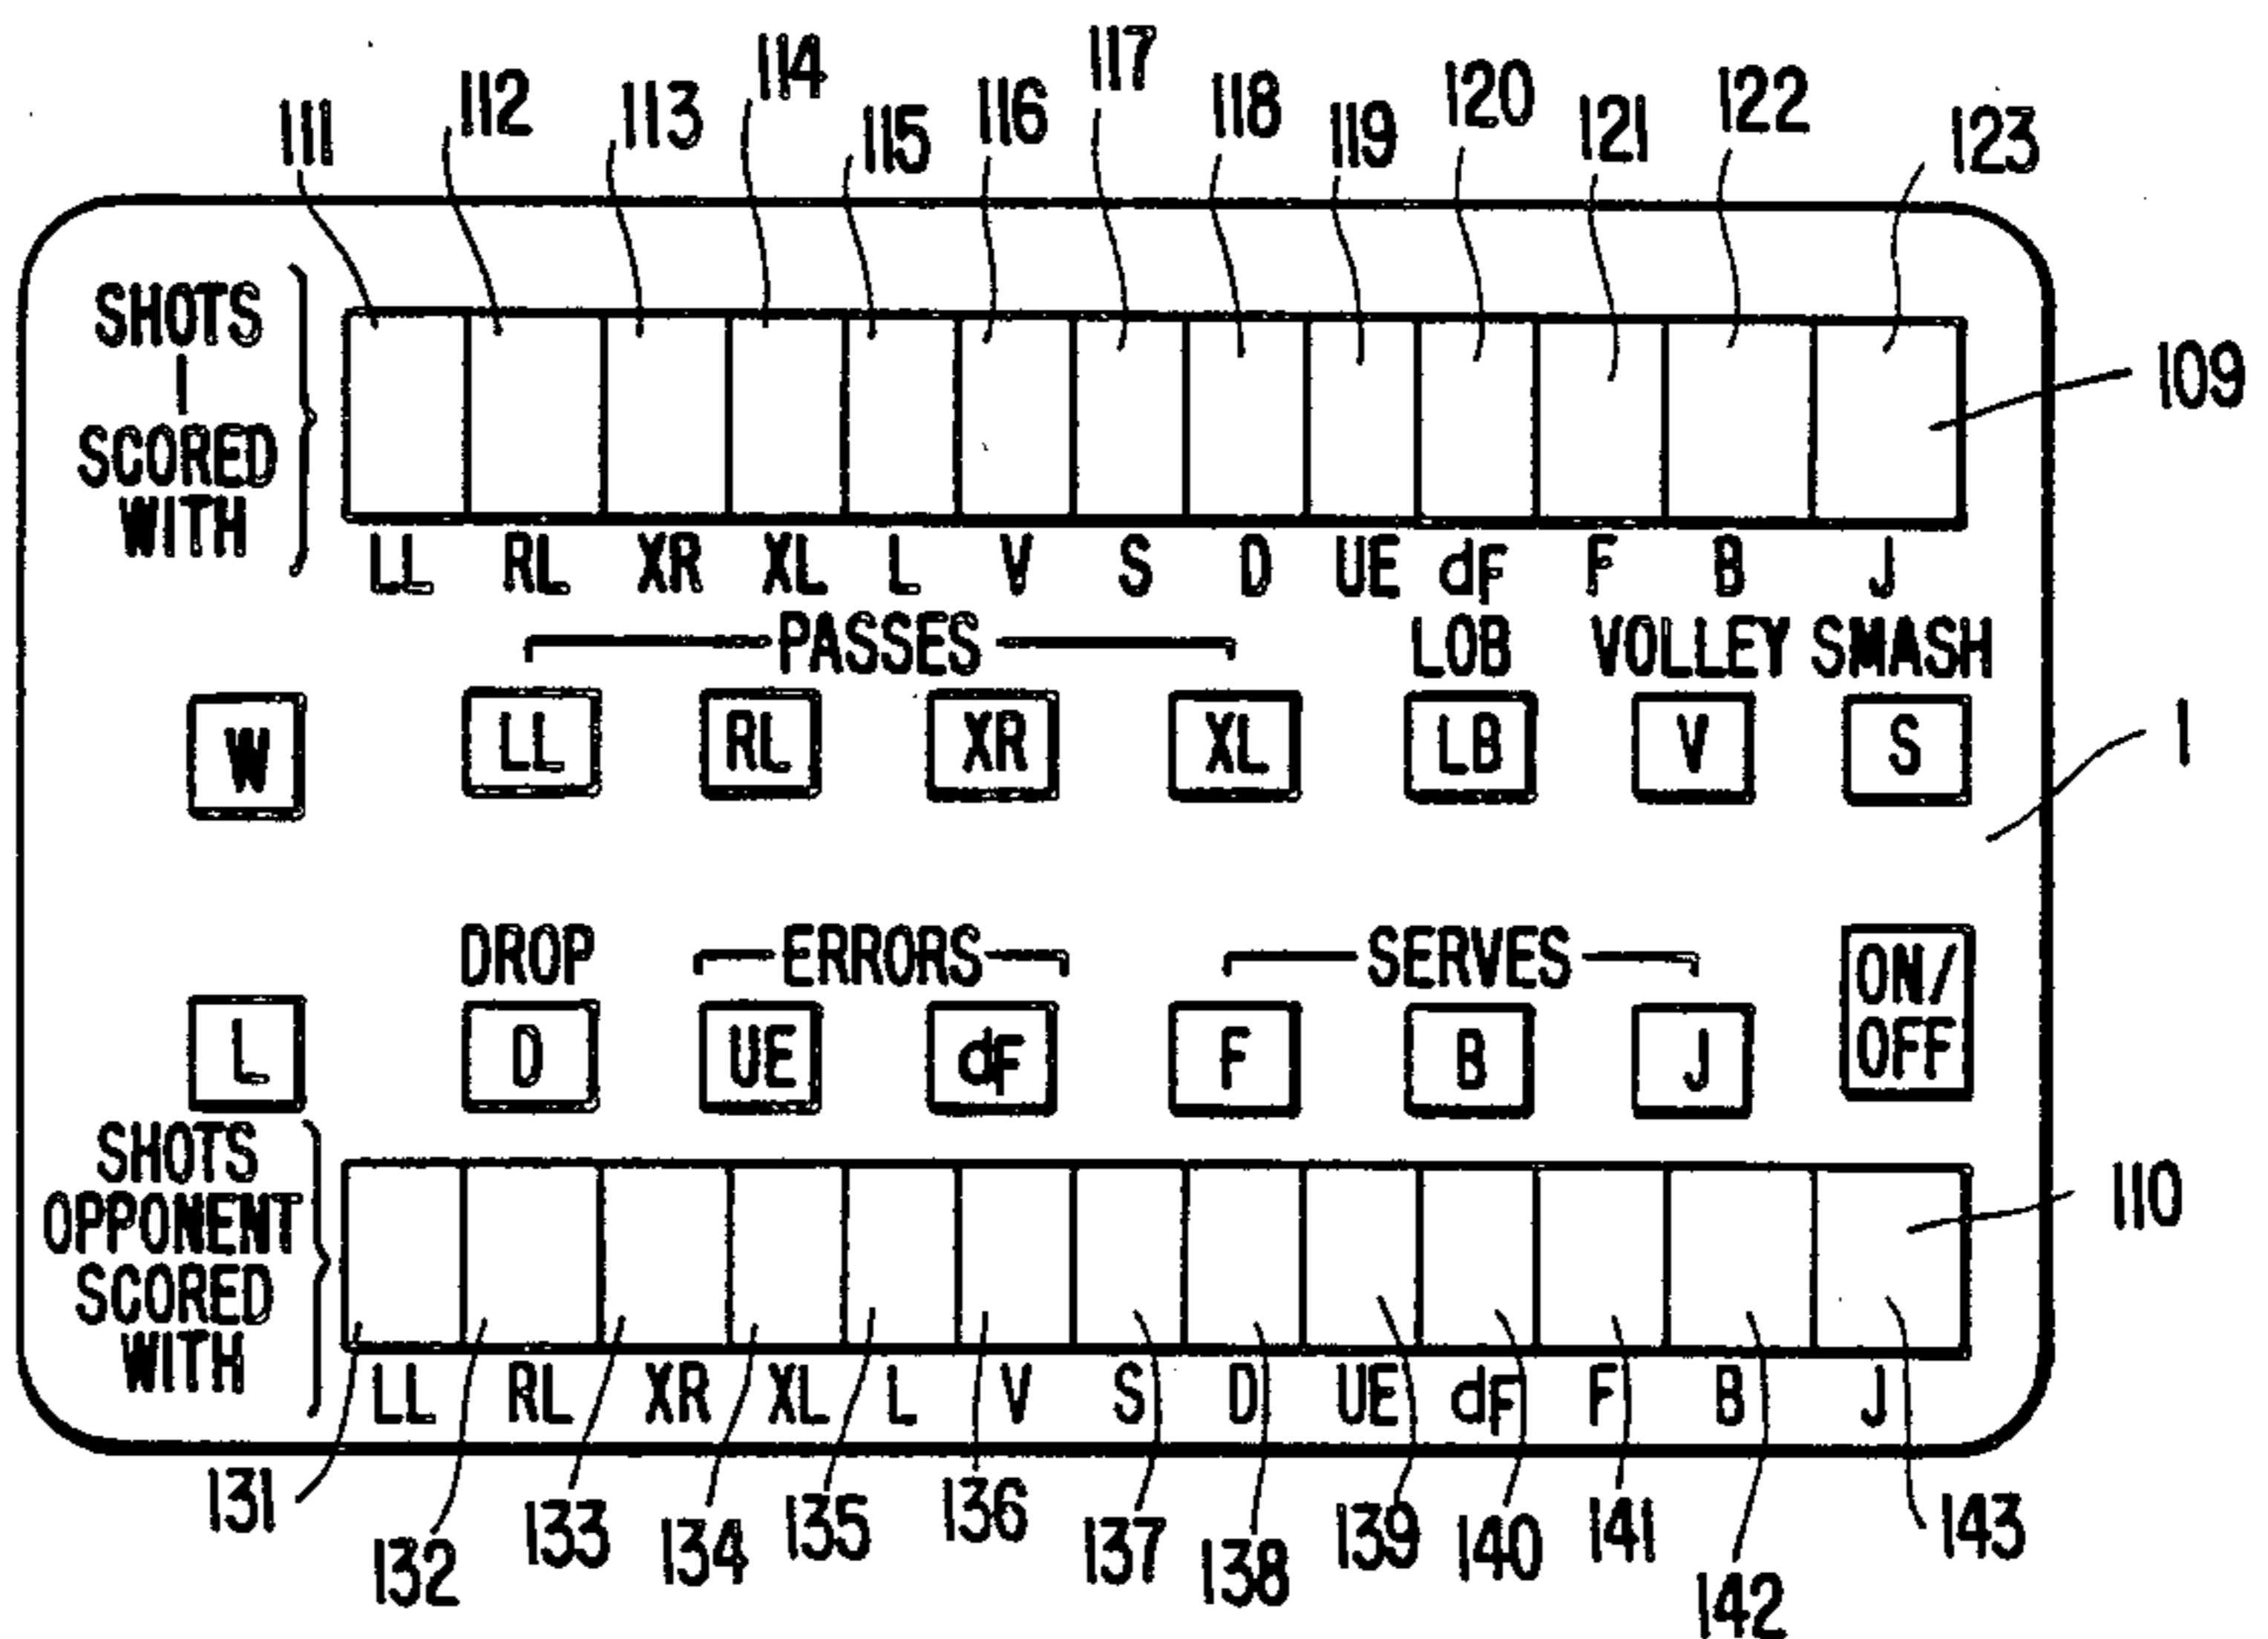 111 112 113 114 115 116 117 118 119 120 121 122 123
SHOTS
—
SCORED
WITH
109
LL RL XR XL L V S D UE dF F B J
PASSES LOB VOLLEY SMASH
W LL RL XR XL LB V S
1
DROP ERRORS SERVES
L D UE dF F B J ON/
OFF
SHOTS
OPPONENT
SCORED
WITH
110
LL RL XR XL L V S D UE dF F B J
131 132 133 134 135 136 137 138 139 140 141 142 143